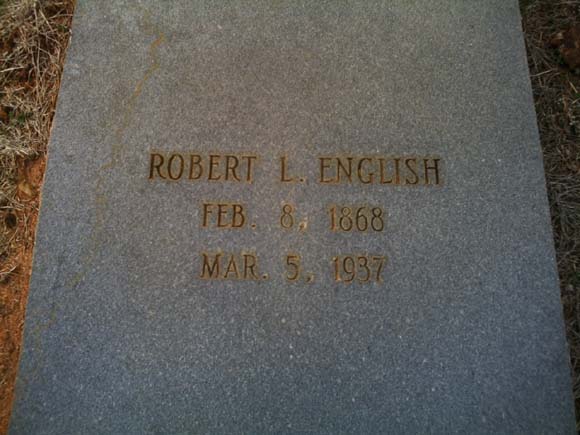 ROBERT L. ENGLISH
FEB. 8, 1868
MAR. 5, 1937